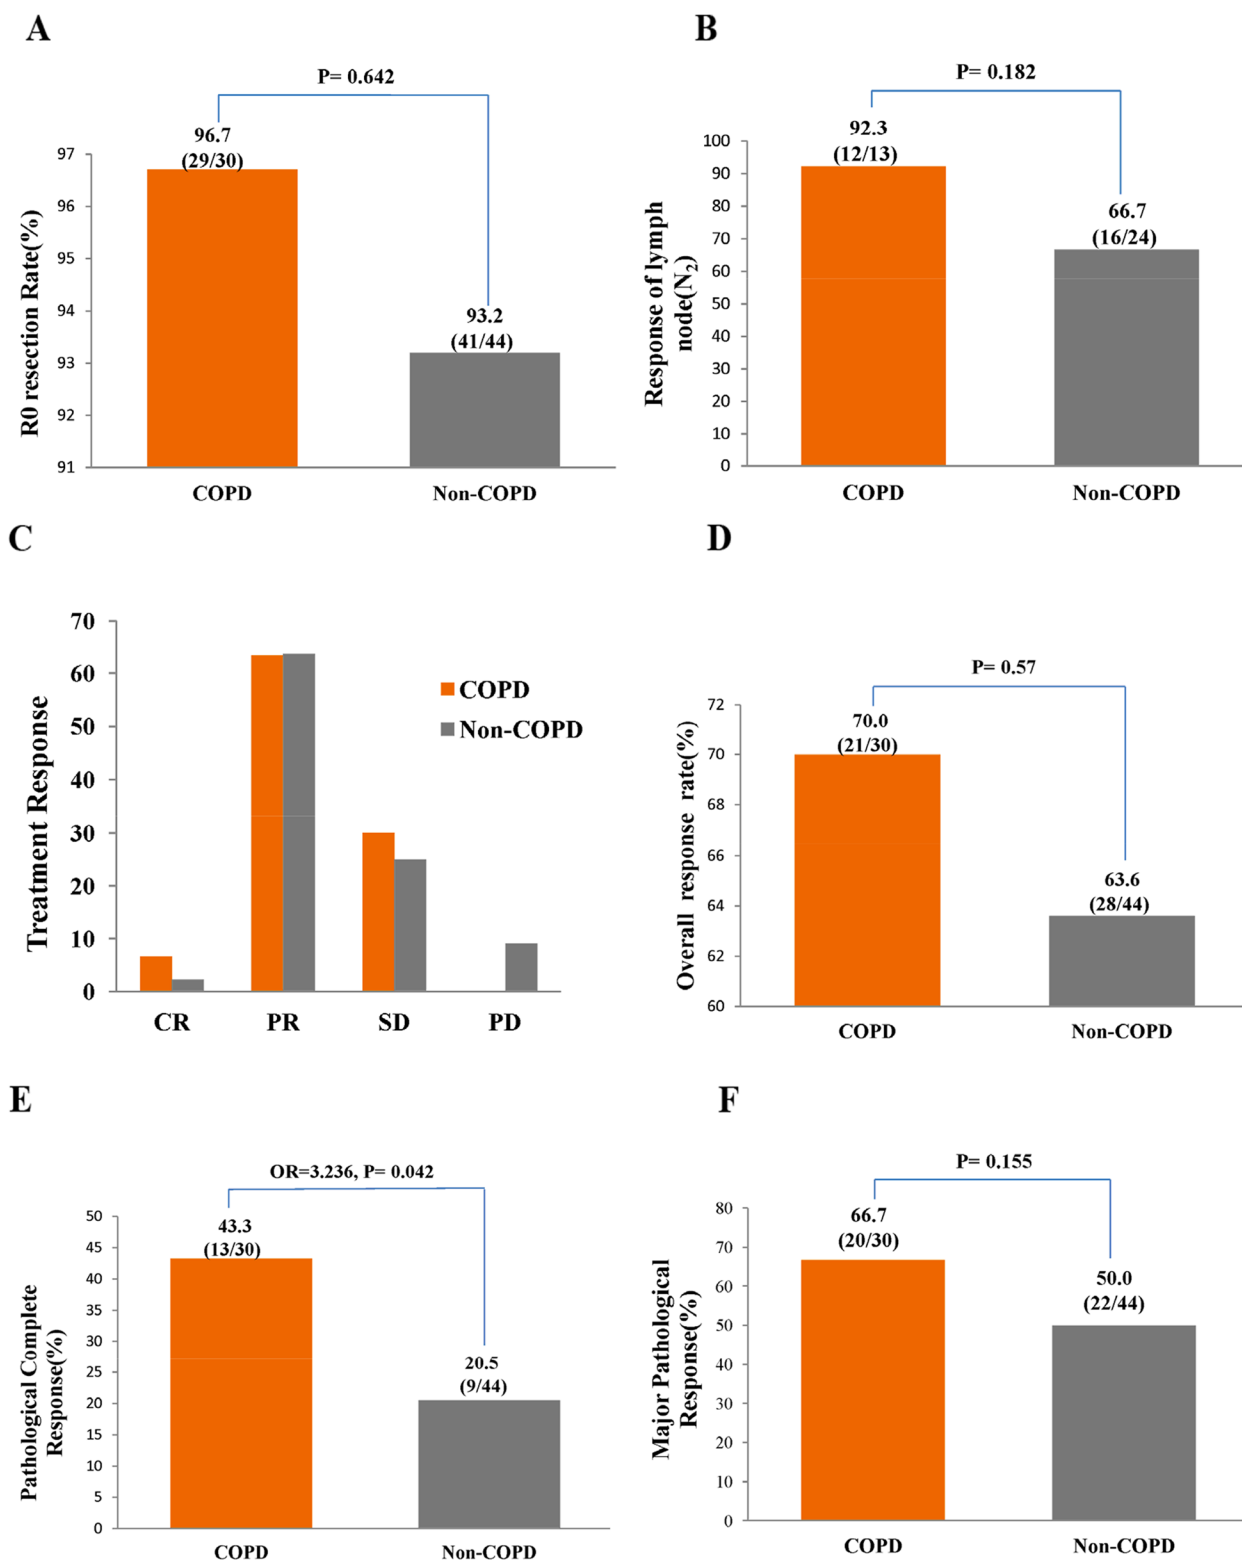 A
P= 0.642
96.7
(29/30)
97
96
95
94
93
92
91
R0 resection Rate(%)
93.2
(41/44)
COPD
Non-COPD
B
P= 0.182
92.3
(12/13)
100
90
80
70
60
50
40
30
20
10
0
Response of lymph
node(N₂)
66.7
(16/24)
COPD
Non-COPD
C
70
60
50
40
30
20
10
0
Treatment Response
COPD
Non-COPD
CR
PR
SD
PD
D
P= 0.57
70.0
(21/30)
72
70
68
66
64
62
60
Overall response rate(%)
63.6
(28/44)
COPD
Non-COPD
E
OR=3.236, P= 0.042
43.3
(13/30)
50
45
40
35
30
25
20
15
10
5
0
Pathological Complete
Response(%)
20.5
(9/44)
COPD
Non-COPD
F
P= 0.155
66.7
(20/30)
80
70
60
50
40
30
20
10
0
Major Pathological
Response(%)
50.0
(22/44)
COPD
Non-COPD